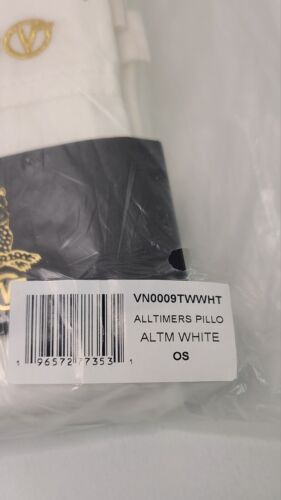 V
V
VN0009TWWHT
ALLTIMERS PILLO
ALTM WHITE
OS
1 96572 77353 1